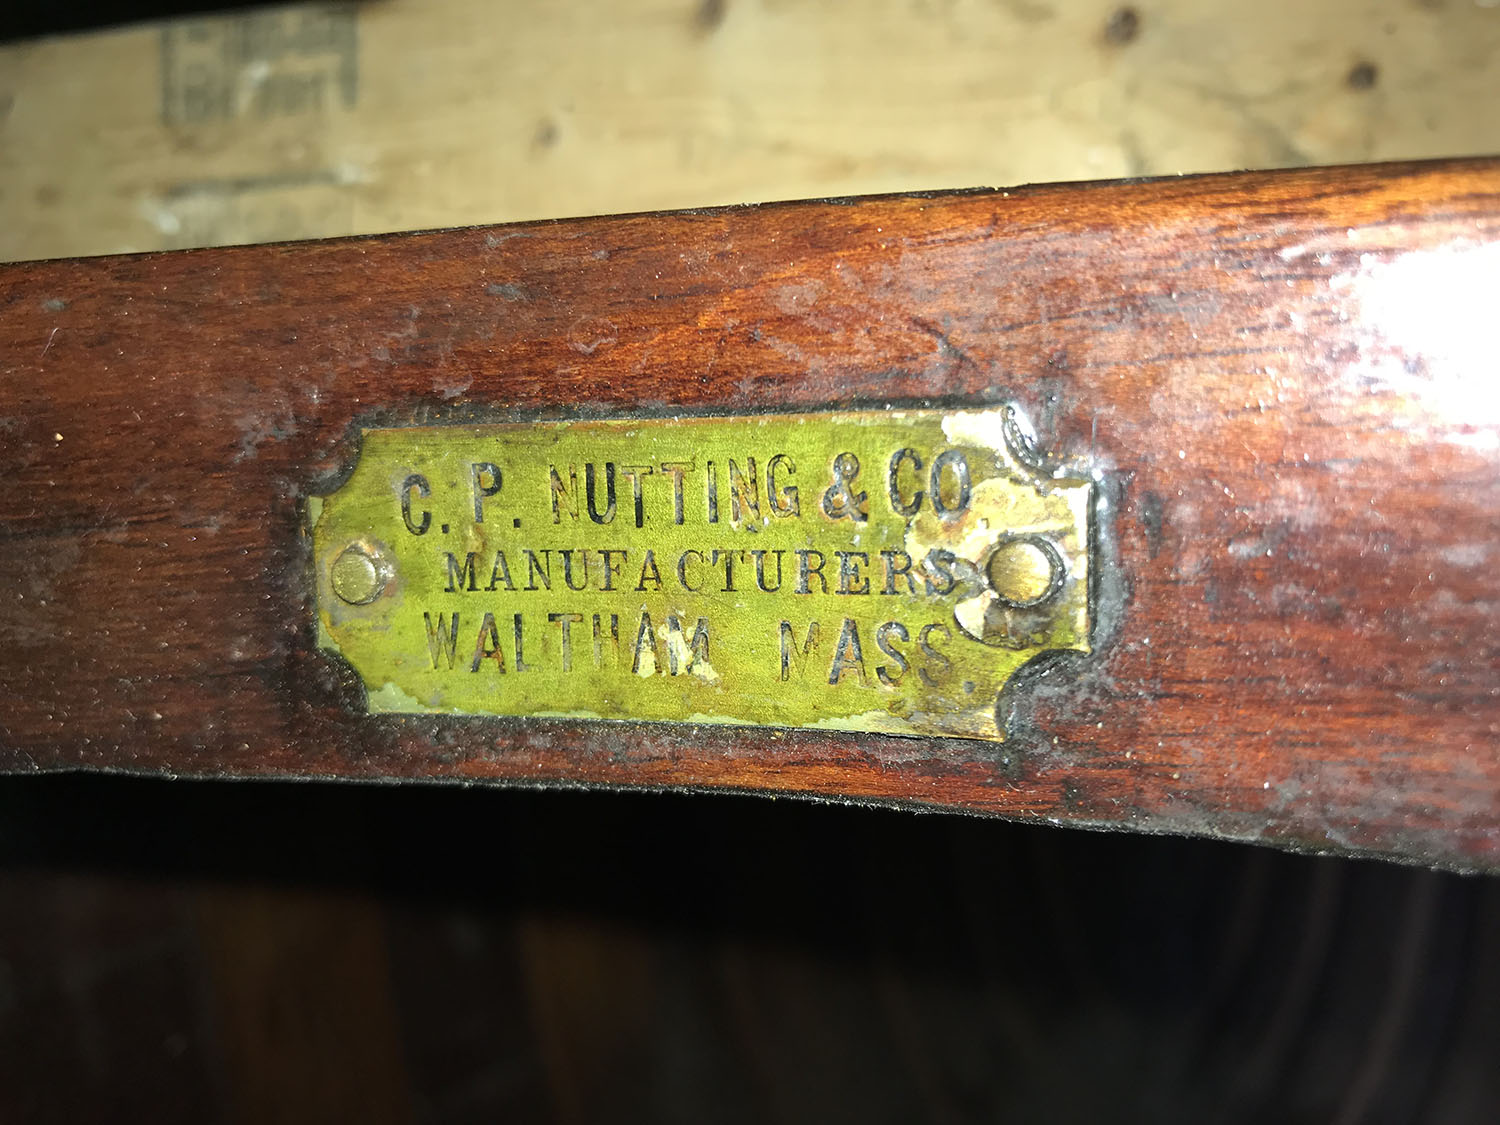 C. P. NUTTING & CO
MANUFACTURERS
WALTHAM MASS.